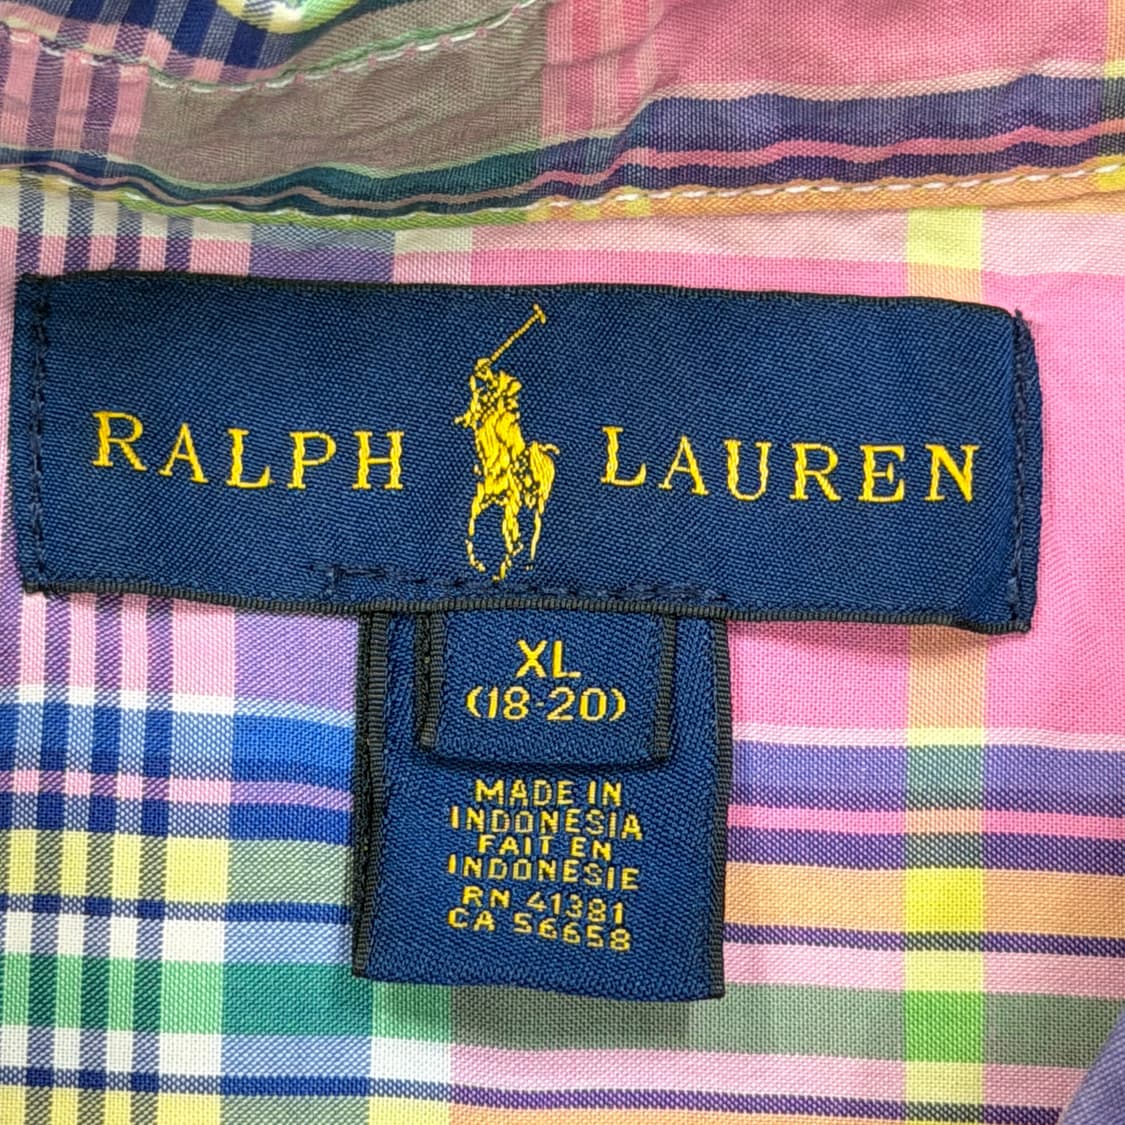 RALPH LAUREN
XL
(18-20)
MADE IN
INDONESIA
FAIT EN
INDONESIE
RN 41381
CA 56658